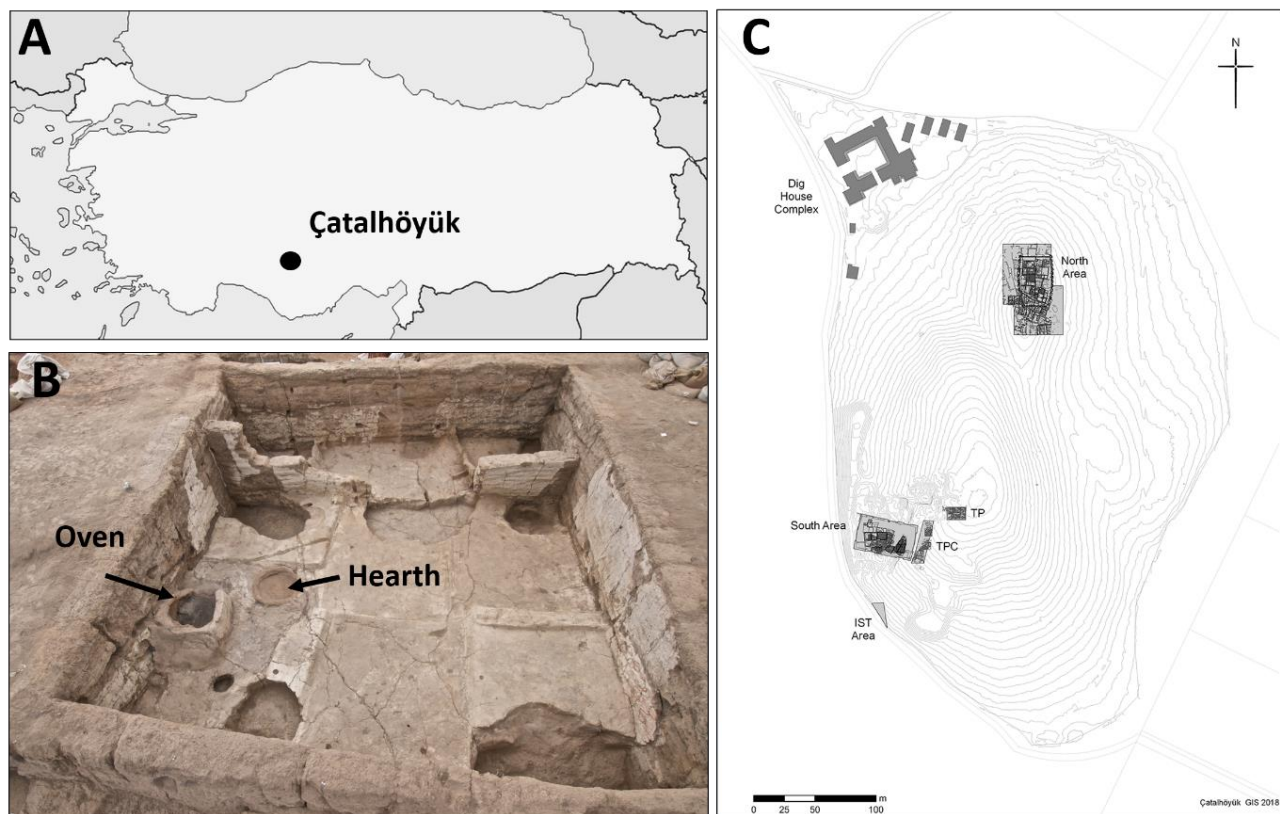 A
Çatalhöyük
B
Oven
Hearth
C
N
Dig
House
Complex
North
Area
South Area
TP
TPC
IST
Area
0 25 50 100 m
Çatalhöyük GIS 2018